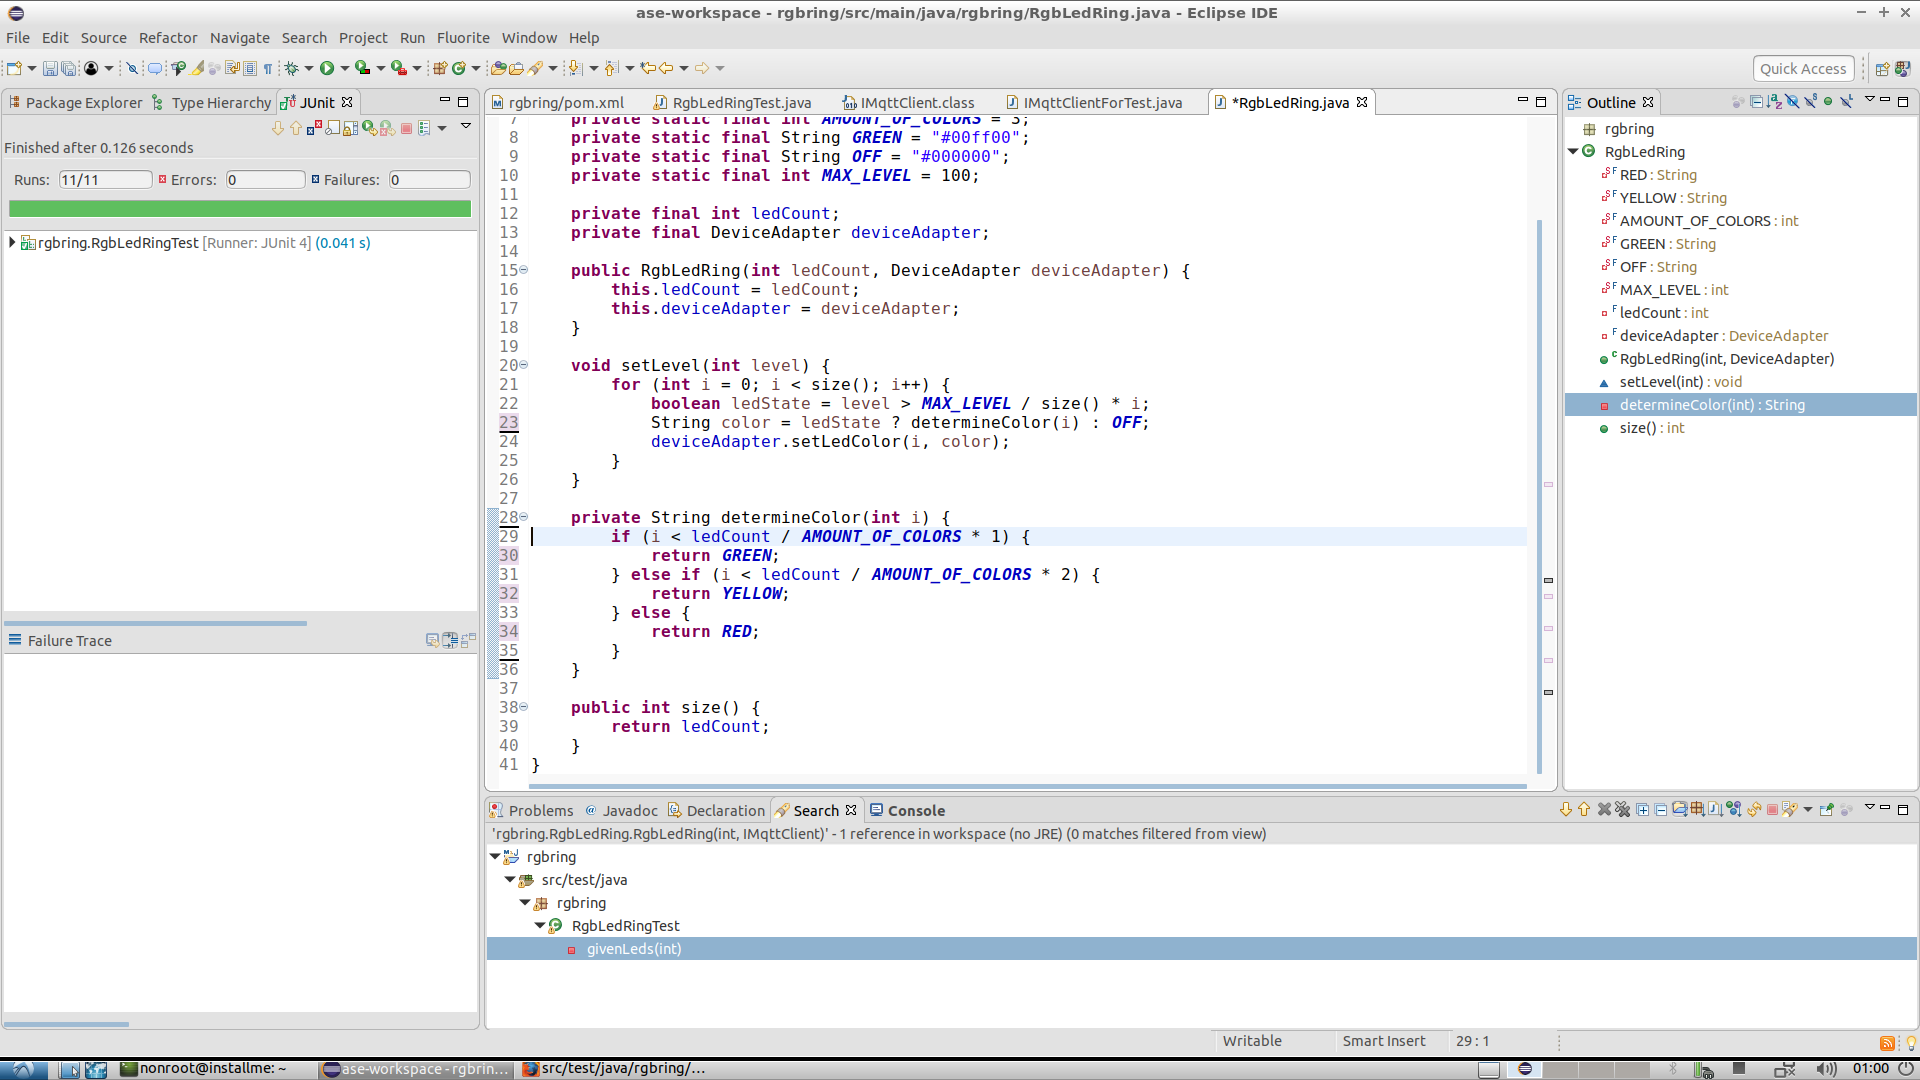 ase-workspace - rgbring/src/main/java/rgbring/RgbLedRing.java - Eclipse IDE
File Edit Source Refactor Navigate Search Project Run Fluorite Window Help
Quick Access
Package Explorer Type Hierarchy JUnit
Finished after 0.126 seconds
Runs: 11/11 Errors: 0 Failures: 0
rgbring.RgbLedRingTest [Runner: JUnit 4] (0.041 s)
Failure Trace
rgbring/pom.xml RgbLedRingTest.java IMqttClient.class IMqttClientForTest.java *RgbLedRing.java
7 private static final int AMOUNT_OF_COLORS = 3;
8 private static final String GREEN = "#00ff00";
9 private static final String OFF = "#000000";
10 private static final int MAX_LEVEL = 100;
11
12 private final int ledCount;
13 private final DeviceAdapter deviceAdapter;
14
15 public RgbLedRing(int ledCount, DeviceAdapter deviceAdapter) {
16 this.ledCount = ledCount;
17 this.deviceAdapter = deviceAdapter;
18 }
19
20 void setLevel(int level) {
21 for (int i = 0; i < size(); i++) {
22 boolean ledState = level > MAX_LEVEL / size() * i;
23 String color = ledState ? determineColor(i) : OFF;
24 deviceAdapter.setLedColor(i, color);
25 }
26 }
27
28 private String determineColor(int i) {
29 if (i < ledCount / AMOUNT_OF_COLORS * 1) {
30 return GREEN;
31 } else if (i < ledCount / AMOUNT_OF_COLORS * 2) {
32 return YELLOW;
33 } else {
34 return RED;
35 }
36 }
37
38 public int size() {
39 return ledCount;
40 }
41 }
Outline
rgbring
RgbLedRing
RED : String
YELLOW : String
AMOUNT_OF_COLORS : int
GREEN : String
OFF : String
MAX_LEVEL : int
ledCount : int
deviceAdapter : DeviceAdapter
RgbLedRing(int, DeviceAdapter)
setLevel(int) : void
determineColor(int) : String
size() : int
Problems Javadoc Declaration Search Console
'rgbring.RgbLedRing.RgbLedRing(int, IMqttClient)' - 1 reference in workspace (no JRE) (0 matches filtered from view)
rgbring
src/test/java
rgbring
RgbLedRingTest
givenLeds(int)
Writable Smart Insert 29 : 1
nonroot@installme: ~ ase-workspace - rgbrin... src/test/java/rgbring/... 01:00